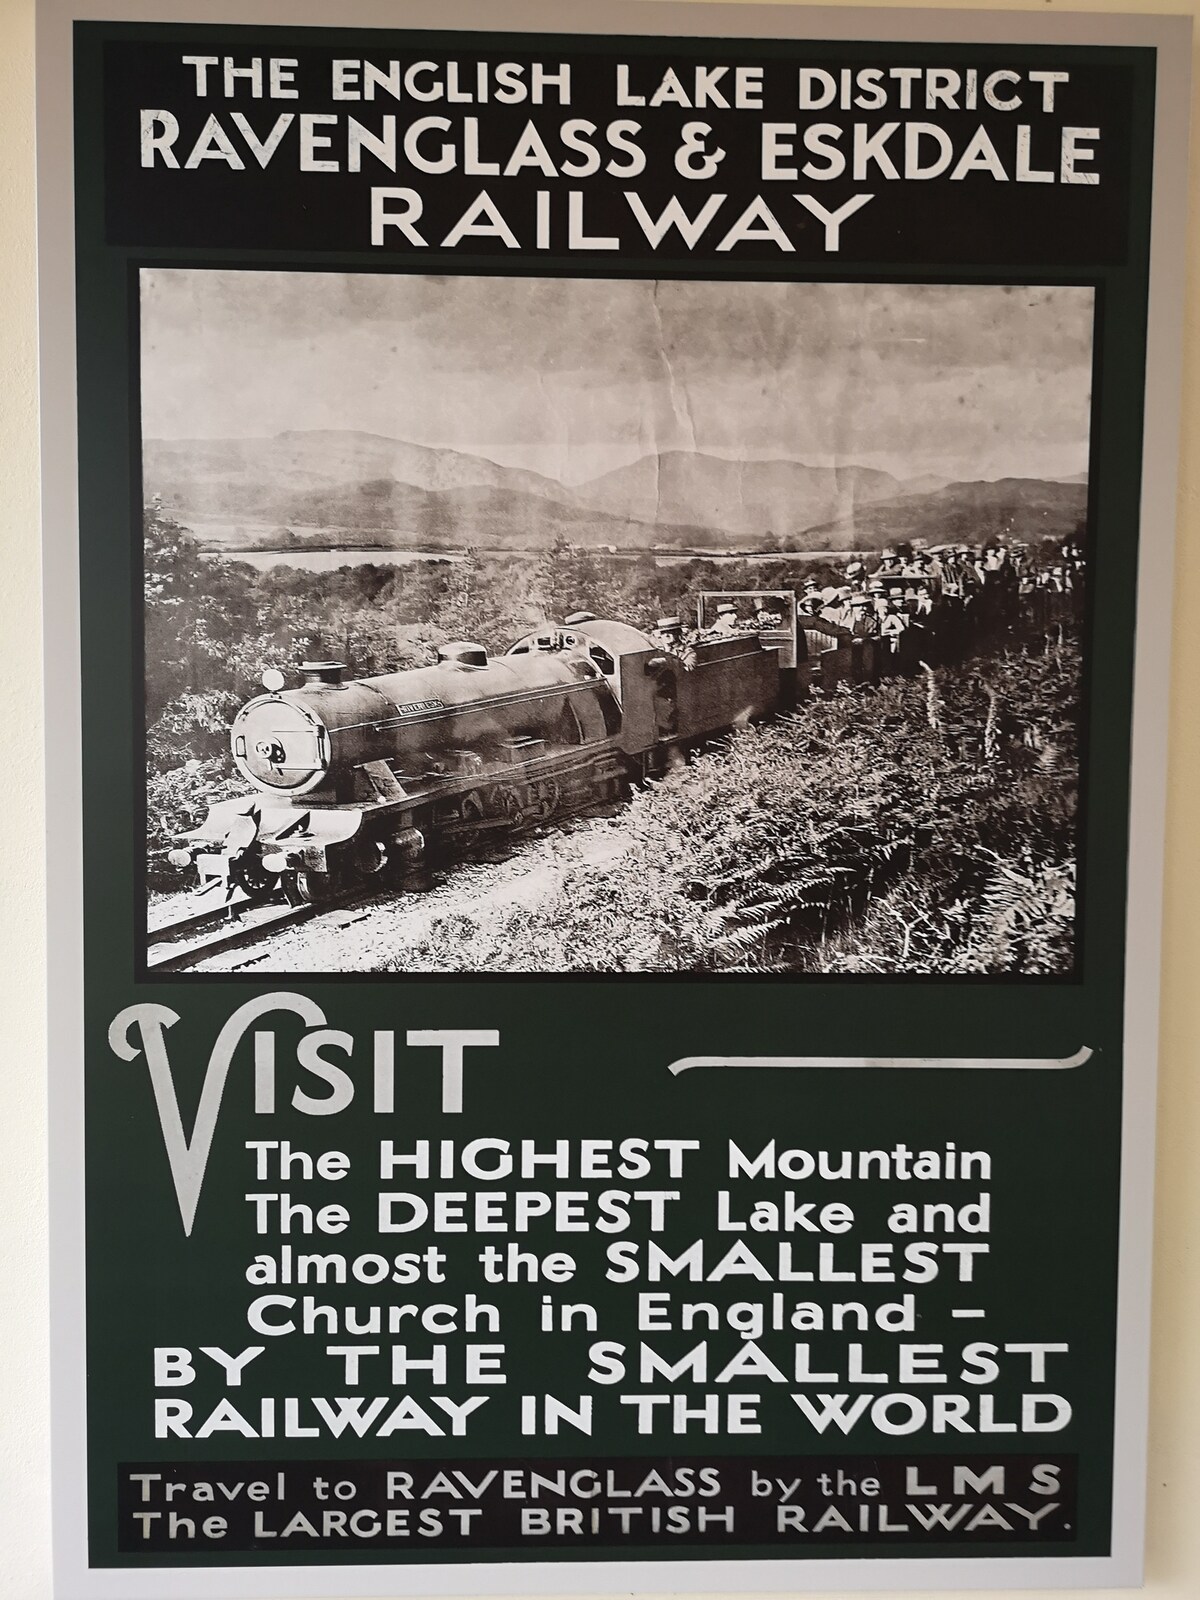 THE ENGLISH LAKE DISTRICT
RAVENGLASS & ESKDALE
RAILWAY
VISIT
The HIGHEST Mountain
The DEEPEST Lake and
almost the SMALLEST
Church in England –
BY THE SMALLEST
RAILWAY IN THE WORLD
Travel to RAVENGLASS by the LMS
The LARGEST BRITISH RAILWAY.